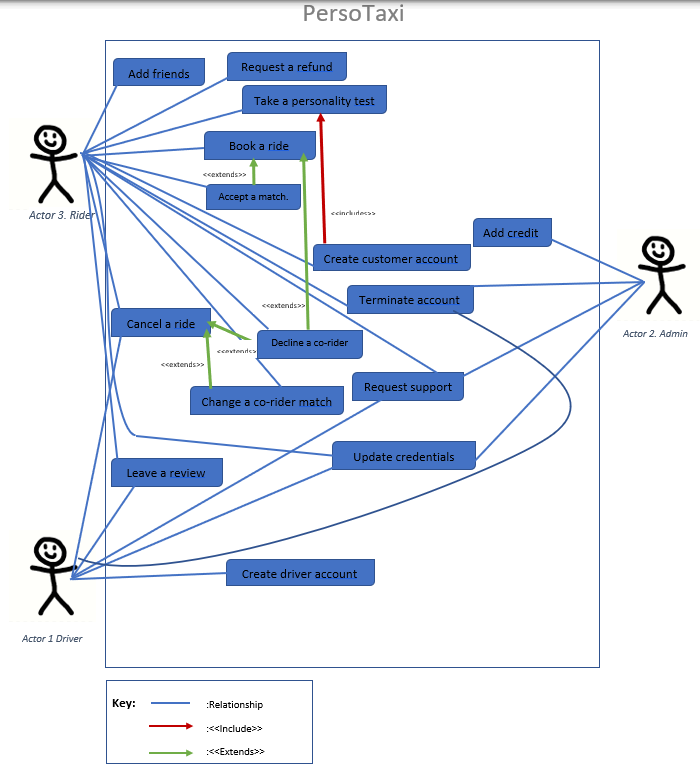 PersoTaxi
Add friends
Request a refund
Take a personality test
Book a ride
<<extends>>
Accept a match.
<<includes>>
Actor 3. Rider
Add credit
Create customer account
Terminate account
<<extends>>
Cancel a ride
Actor 2. Admin
Decline a co-rider
<<extends>
<<extends>>
Request support
Change a co-rider match
Update credentials
Leave a review
Create driver account
Actor 1 Driver
Key:
:Relationship
:<<Include>>
:<<Extends>>